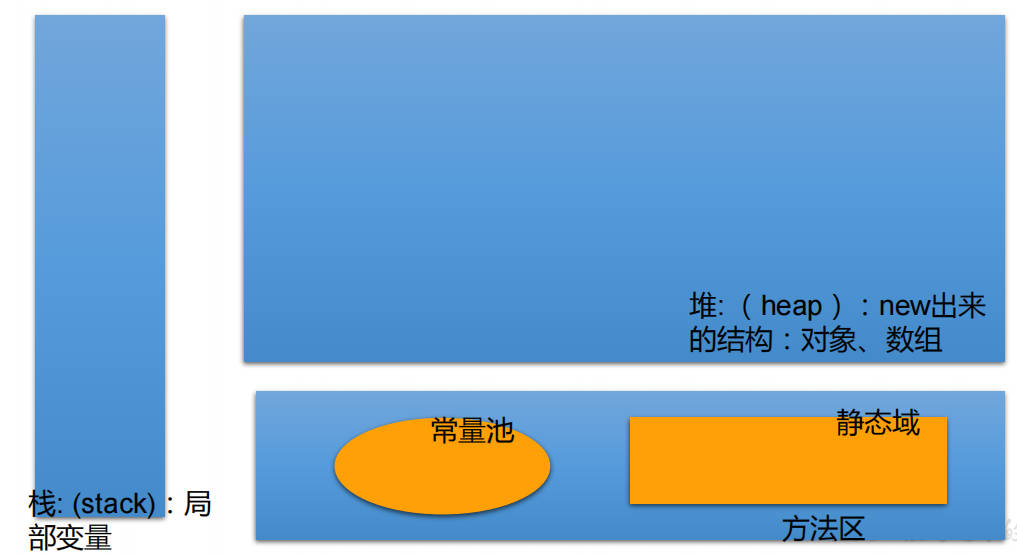 堆:（heap）: new出来
的结构：对象、数组
常量池
静态域
栈: (stack)：局
部变量
方法区